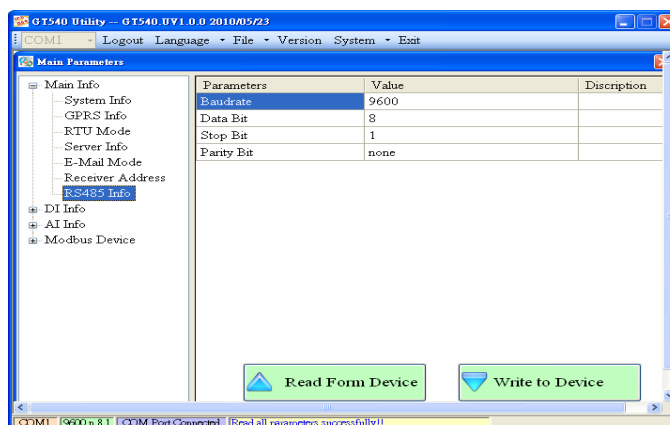 GT540 Utility -- GT540.UV1.0.0 2010/05/23
COM1 Logout Language File Version System Exit
Main Parameters
Main Info
System Info
GPRS Info
RTU Mode
Server Info
E-Mail Mode
Receiver Address
RS485 Info
DI Info
AI Info
Modbus Device
Parameters Value Discription
Baudrate 9600
Data Bit 8
Stop Bit 1
Parity Bit none
Read Form Device Write to Device
COM1 9600 n 8 1 COM Port Connected Read all parameters successfully!!